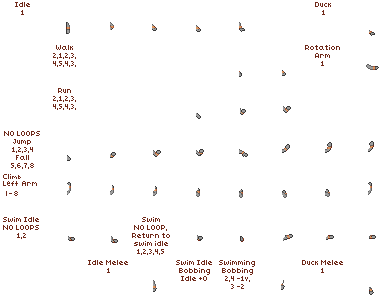 Idle
1
Duck
1
Walk
2,1,2,3,
4,5,4,3,
Rotation
Arm
1
Run
2,1,2,3,
4,5,4,3,
NO LOOPS
Jump
1,2,3,4
Fall
5,6,7,8
Climb
Left Arm
1-8
Swim Idle
NO LOOPS
1,2
Swim
NO LOOP,
Return to
swim idle
1,2,3,4,5
Idle Melee
1
Swim Idle
Bobbing
Idle +0
Swimming
Bobbing
2,4 -1v,
3 -2
Duck Melee
1